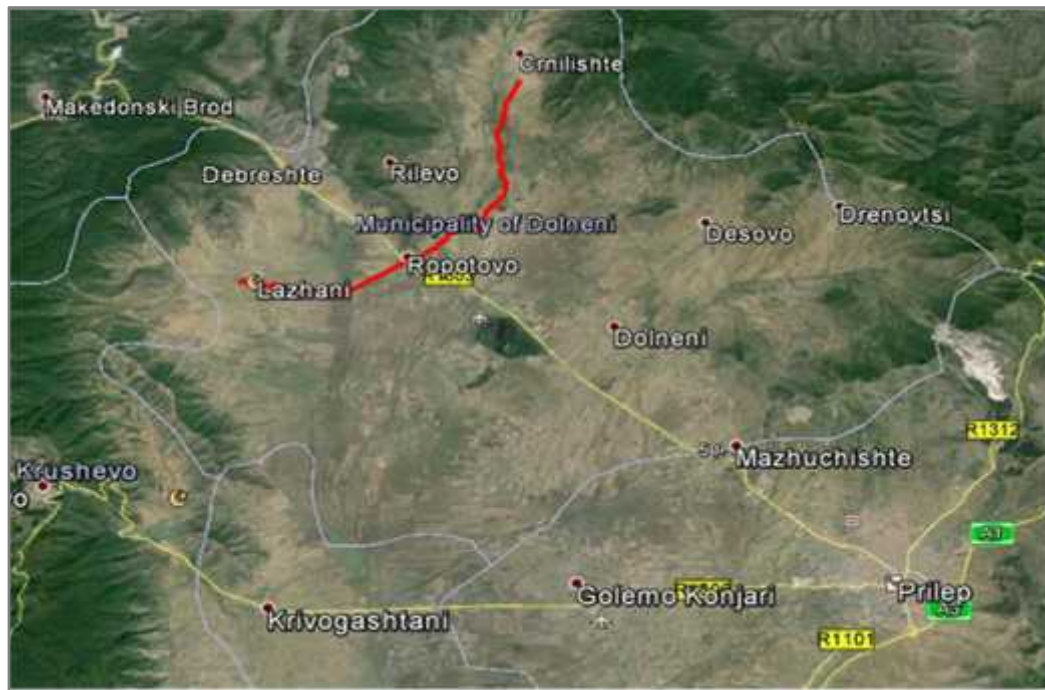 Crnilishte
Makedonski Brod
Debreshte
Rilevo
Municipality of Dolneni
Desovo
Drenovtsi
Ropotovo
Lazhani
Dolneni
R1312
Mazhuchishte
Krushevo
A3
Golemo Konjari
Prilep
Krivogashtani
R1101